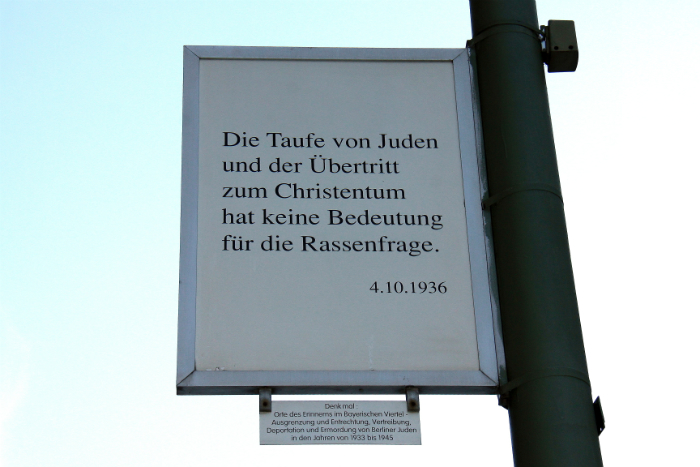 Die Taufe von Juden
und der Übertritt
zum Christentum
hat keine Bedeutung
für die Rassenfrage.
4.10.1936
Denkmal:
Orte des Erinnerns im Bayerischen Viertel -
Ausgrenzung und Entrechtung, Vertreibung,
Deportation und Ermordung von Berliner Juden
in den Jahren von 1933 bis 1945